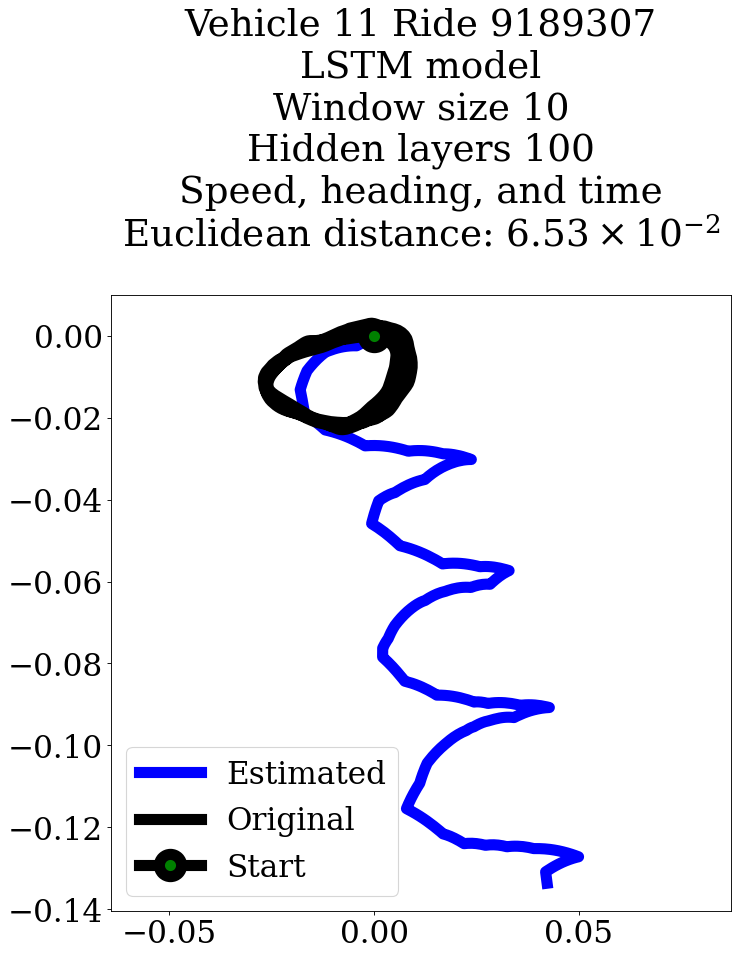 Vehicle 11 Ride 9189307
LSTM model
Window size 10
Hidden layers 100
Speed, heading, and time
Euclidean distance: 6.53 × 10⁻²
0.00
−0.02
−0.04
−0.06
−0.08
−0.10
−0.12
−0.14
Estimated
Original
Start
−0.05
0.00
0.05